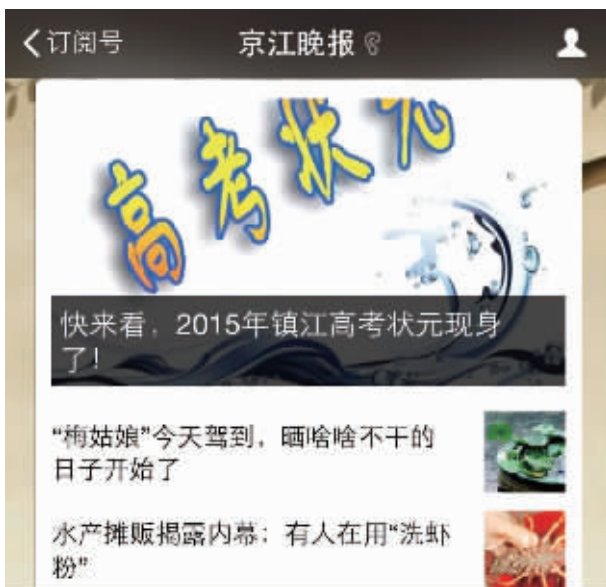 订阅号
京江晚报
高考状元
快来看，2015年镇江高考状元现身
了！
“梅姑娘”今天驾到，晒啥啥不干的
日子开始了
水产摊贩揭露内幕：有人在用“洗虾
粉”